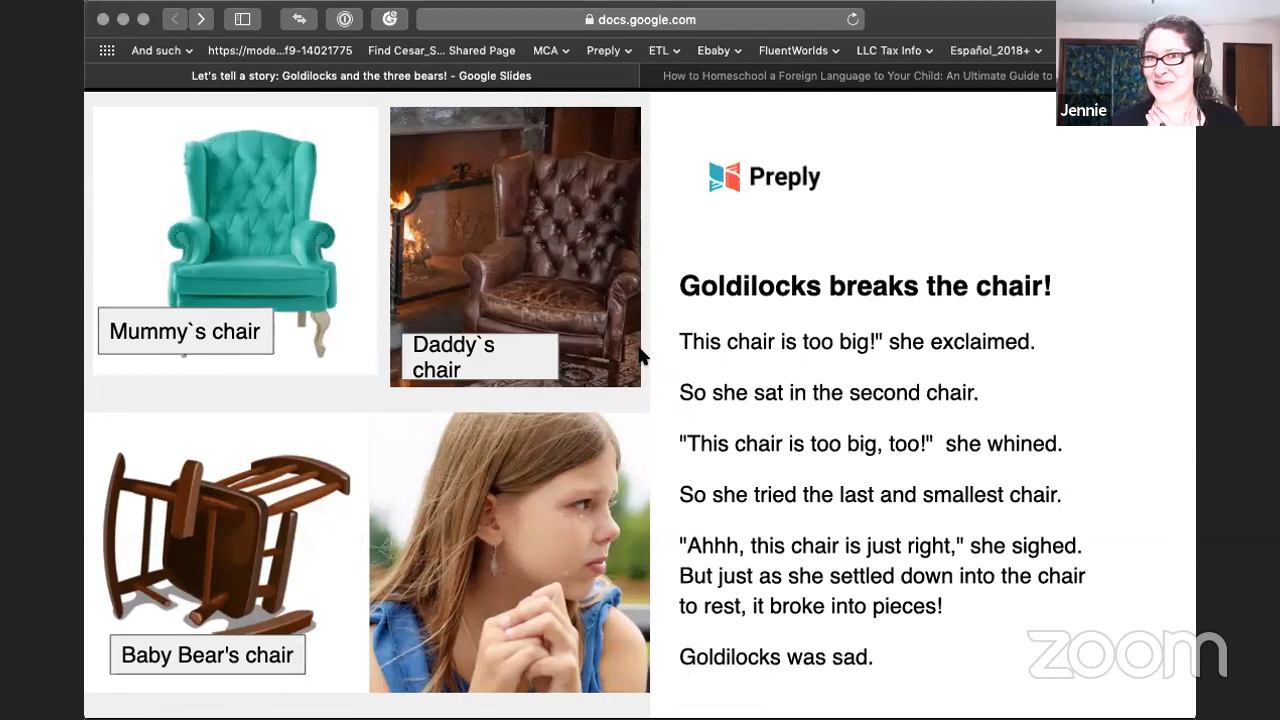 docs.google.com
And such
https://mode...f9-14021775
Find Cesar_S... Shared Page
MCA
Preply
ETL
Ebaby
FluentWorlds
LLC Tax Info
Español_2018+
Let's tell a story: Goldilocks and the three bears! - Google Slides
How to Homeschool a Foreign Language to Your Child: An Ultimate Guide to
Jennie
Mummy`s chair
Daddy`s
chair
Baby Bear's chair
Preply
Goldilocks breaks the chair!
This chair is too big!" she exclaimed.
So she sat in the second chair.
"This chair is too big, too!"  she whined.
So she tried the last and smallest chair.
"Ahhh, this chair is just right," she sighed.
But just as she settled down into the chair
to rest, it broke into pieces!
Goldilocks was sad.
zoom